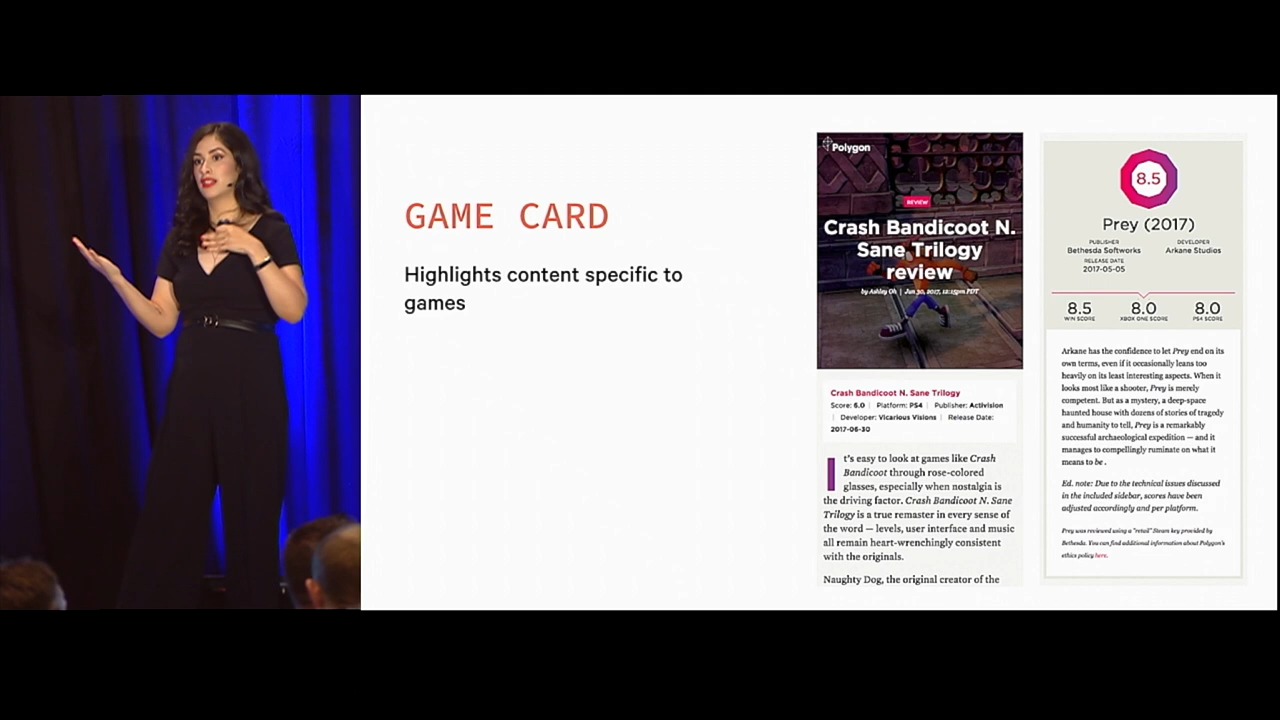 GAME CARD
Highlights content specific to
games
Polygon
REVIEW
Crash Bandicoot N.
Sane Trilogy
review
by Ashley Oh | Jun 30, 2017, 12:15pm PDT
Crash Bandicoot N. Sane Trilogy
Score: 6.0 | Platform: PS4 | Publisher: Activision
| Developer: Vicarious Visions | Release Date:
2017-06-30
It's easy to look at games like Crash
Bandicoot through rose-colored
glasses, especially when nostalgia is
the driving factor. Crash Bandicoot N. Sane
Trilogy is a true remaster in every sense of
the word — levels, user interface and music
all remain heart-wrenchingly consistent
with the originals.
Naughty Dog, the original creator of the
8.5
Prey (2017)
PUBLISHER DEVELOPER
Bethesda Softworks Arkane Studios
RELEASE DATE
2017-05-05
8.5 8.0 8.0
WIN SCORE XBOX ONE SCORE PS4 SCORE
Arkane has the confidence to let Prey end on its
own terms, even if it occasionally leans too
heavily on its least interesting aspects. When it
looks most like a shooter, Prey is merely
competent. But as a mystery, a deep-space
haunted house with dozens of stories of tragedy
and humanity to tell, Prey is a remarkably
successful archaeological expedition — and it
manages to compellingly ruminate on what it
means to be .
Ed. note: Due to the technical issues discussed
in the included sidebar, scores have been
adjusted accordingly and per platform.
Prey was reviewed using a "retail" Steam key provided by
Bethesda. You can find additional information about Polygon's
ethics policy here.